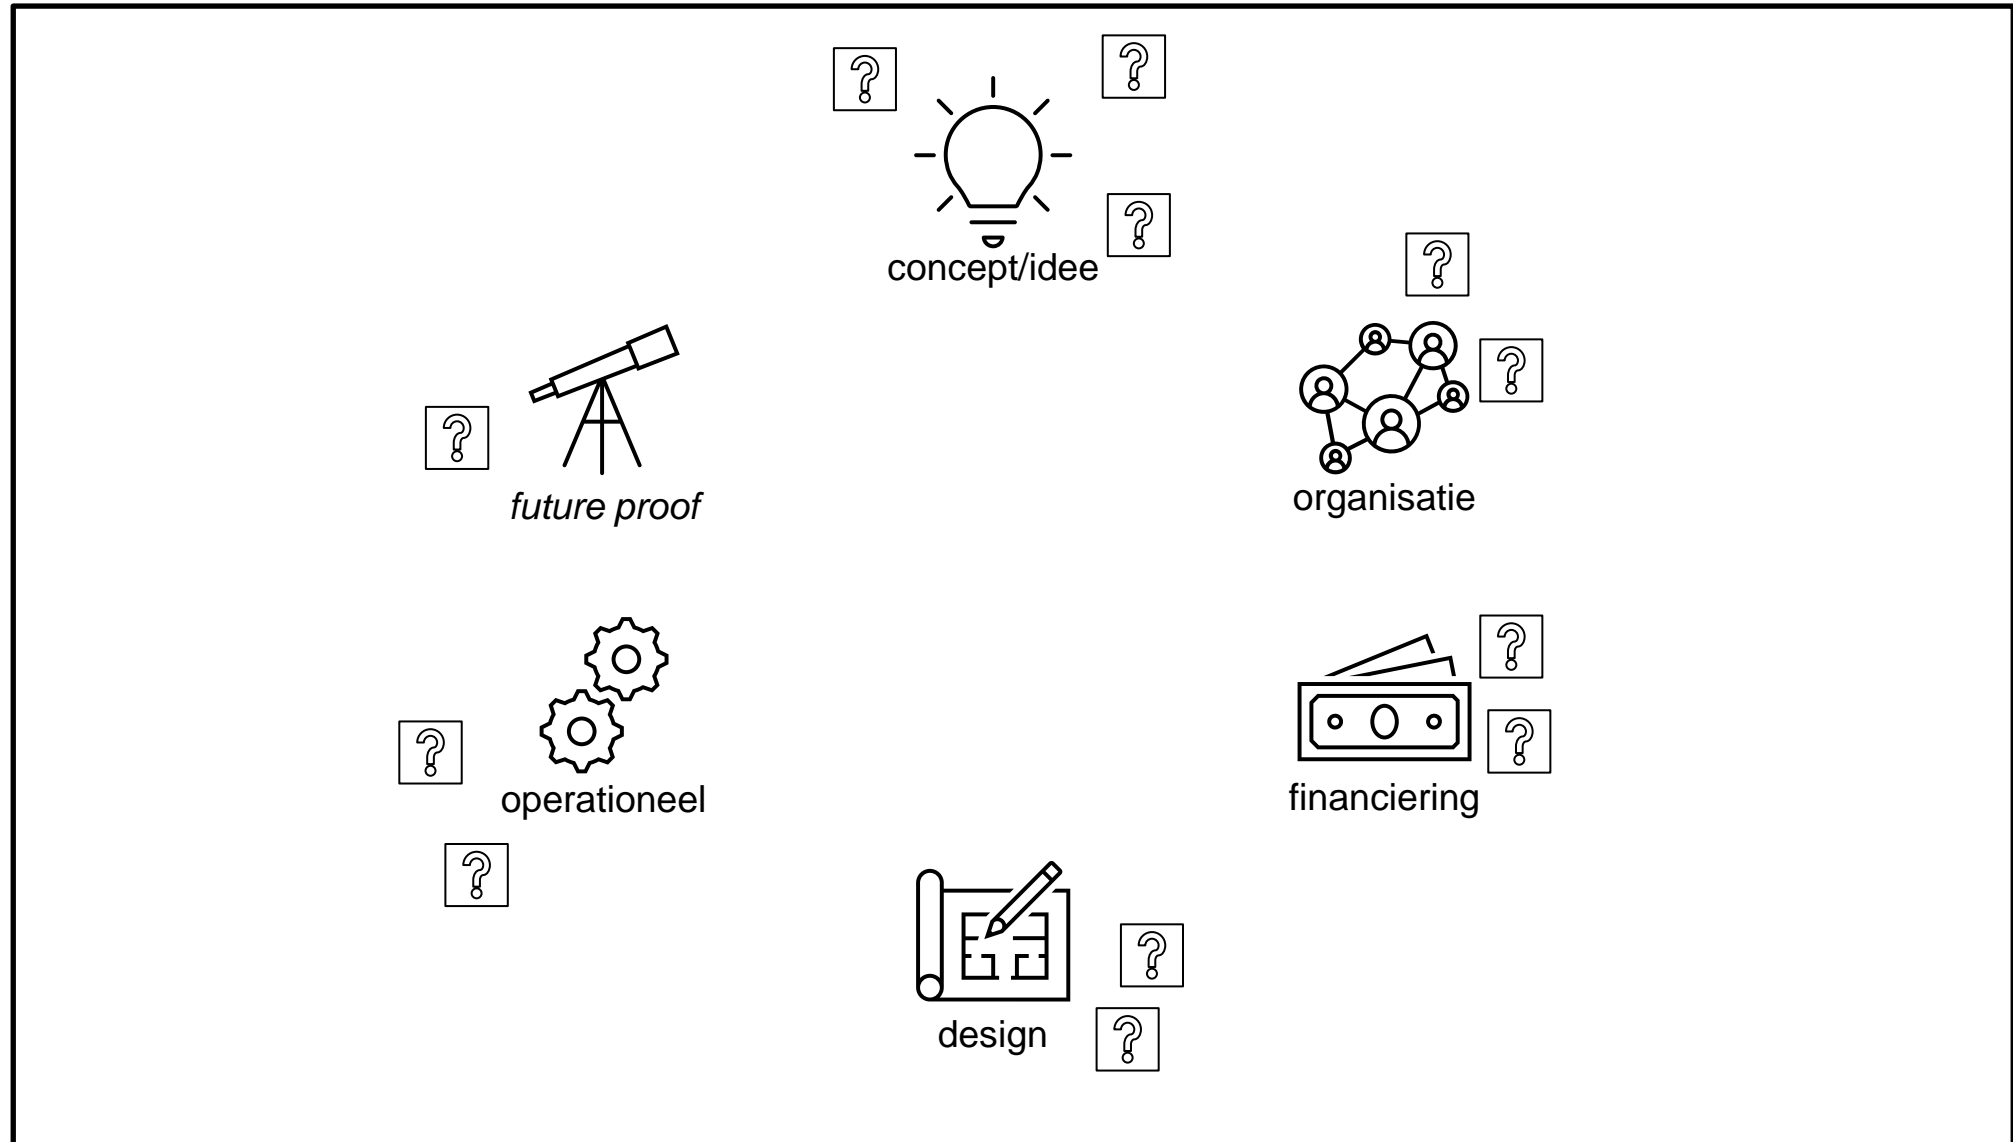 ?
?
?
concept/idee
?
?
organisatie
?
future proof
?
?
financiering
?
operationeel
?
?
?
design